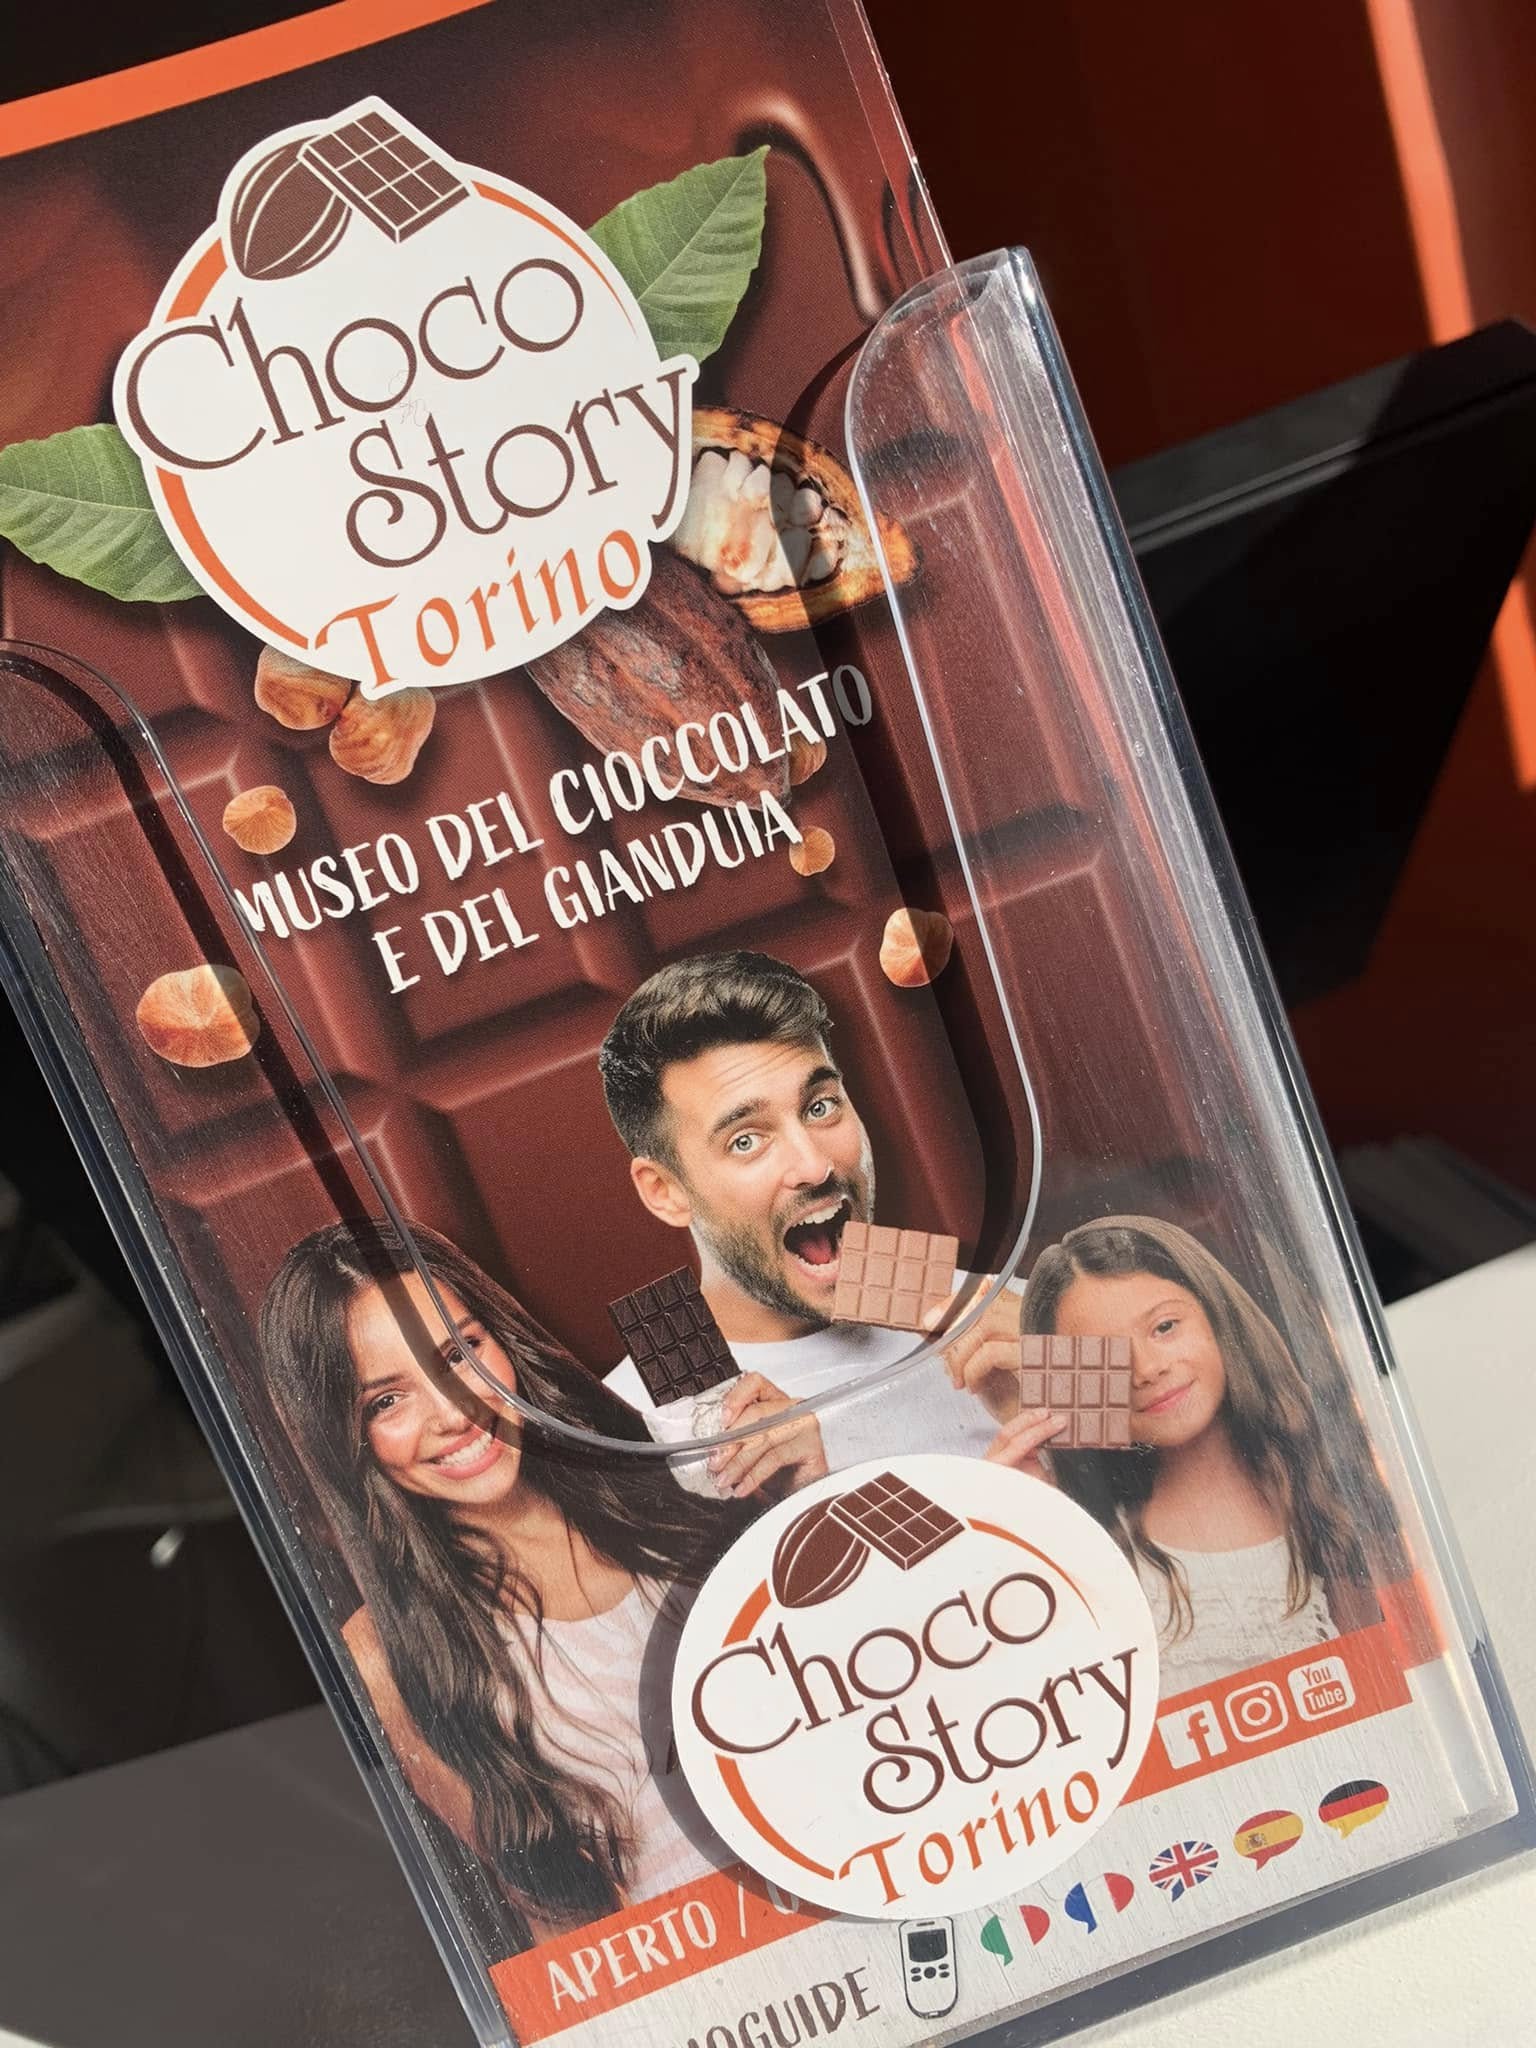 Choco
Story
Torino
MUSEO DEL CIOCCOLATO
E DEL GIANDUIA
Choco
Story
Torino
You
Tube
APERTO /